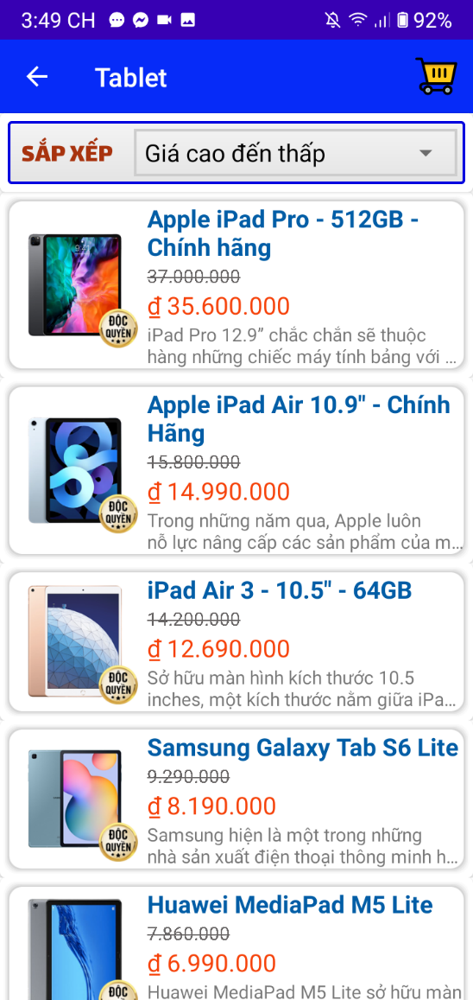 3:49 CH
92%
Tablet
SẮP XẾP
Giá cao đến thấp
Apple iPad Pro - 512GB -
Chính hãng
37.000.000
₫ 35.600.000
iPad Pro 12.9” chắc chắn sẽ thuộc
hàng những chiếc máy tính bảng với ...
ĐỘC
QUYỀN
Apple iPad Air 10.9" - Chính
Hãng
15.800.000
₫ 14.990.000
Trong những năm qua, Apple luôn
nỗ lực nâng cấp các sản phẩm của m...
ĐỘC
QUYỀN
iPad Air 3 - 10.5" - 64GB
14.200.000
₫ 12.690.000
Sở hữu màn hình kích thước 10.5
inches, một kích thước nằm giữa iPa...
ĐỘC
QUYỀN
Samsung Galaxy Tab S6 Lite
9.290.000
₫ 8.190.000
Samsung hiện là một trong những
nhà sản xuất điện thoại thông minh h...
ĐỘC
QUYỀN
Huawei MediaPad M5 Lite
7.860.000
₫ 6.990.000
Huawei MediaPad M5 Lite sở hữu màn
ĐỘC